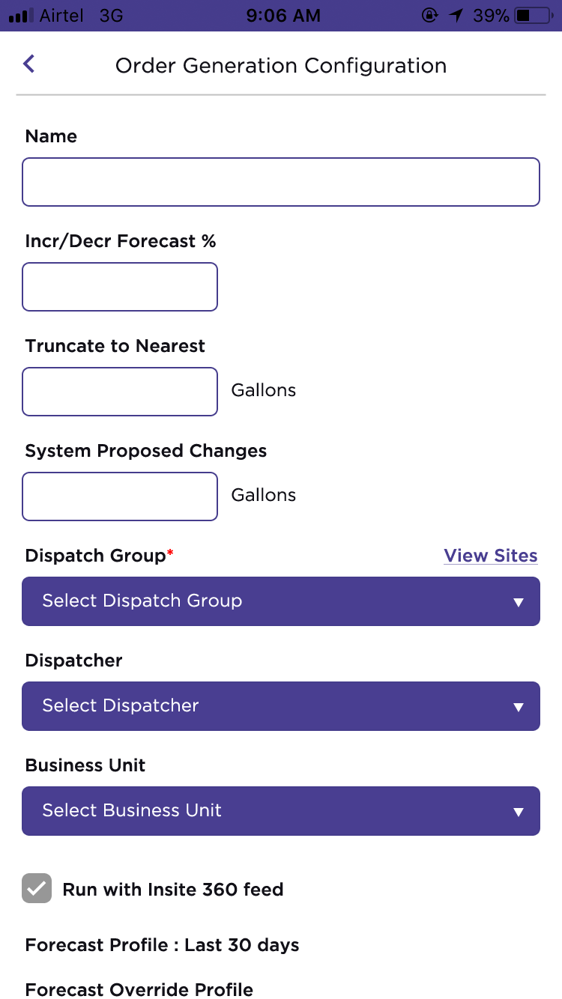 Airtel 3G 9:06 AM 39%
Order Generation Configuration
Name
Incr/Decr Forecast %
Truncate to Nearest
Gallons
System Proposed Changes
Gallons
Dispatch Group* View Sites
Select Dispatch Group ▼
Dispatcher
Select Dispatcher ▼
Business Unit
Select Business Unit ▼
Run with Insite 360 feed
Forecast Profile : Last 30 days
Forecast Override Profile